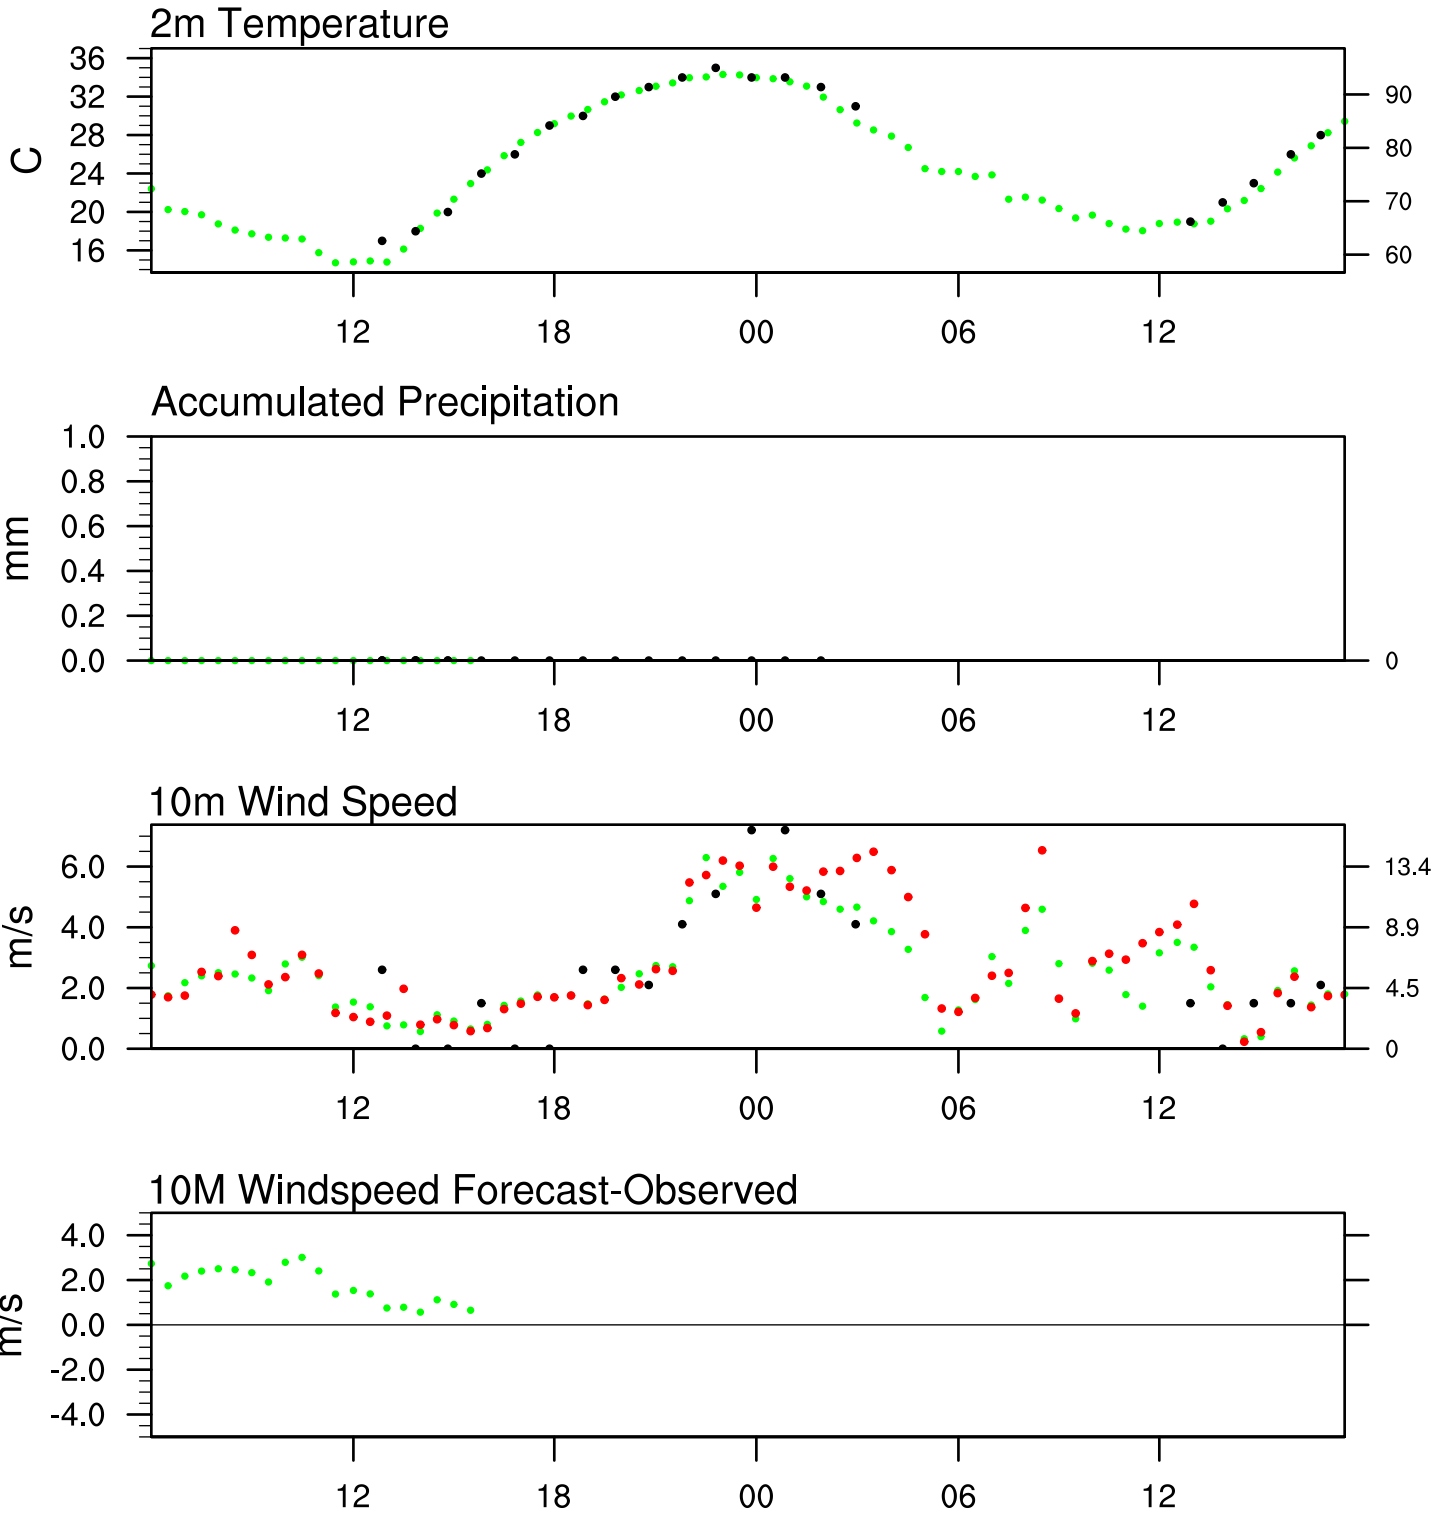 2m Temperature
36
32
28
24
20
16
C
90
80
70
60
12 18 00 06 12
Accumulated Precipitation
1.0
0.8
0.6
0.4
0.2
0.0
mm
0
12 18 00 06 12
10m Wind Speed
6.0
4.0
2.0
0.0
m/s
13.4
8.9
4.5
0
12 18 00 06 12
10M Windspeed Forecast-Observed
4.0
2.0
0.0
-2.0
-4.0
m/s
12 18 00 06 12